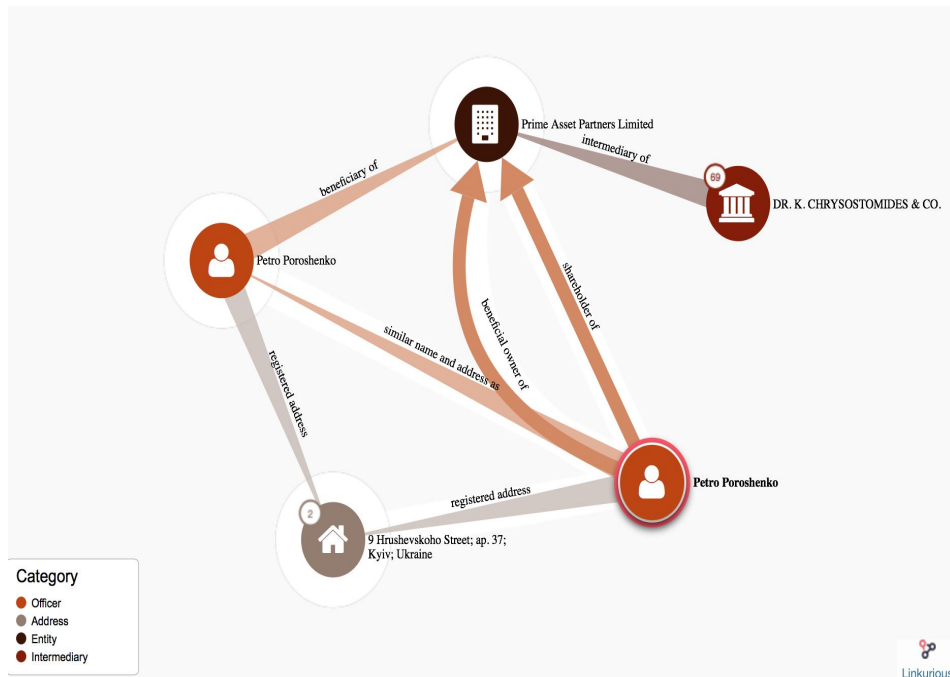 Prime Asset Partners Limited
intermediary of
69
DR. K. CHRYSOSTOMIDES & CO.
beneficiary of
Petro Poroshenko
shareholder of
beneficial owner of
similar name and address as
registered address
Petro Poroshenko
registered address
2
9 Hrushevskoho Street; ap. 37;
Kyiv; Ukraine
Category
Officer
Address
Entity
Intermediary
Linkurious